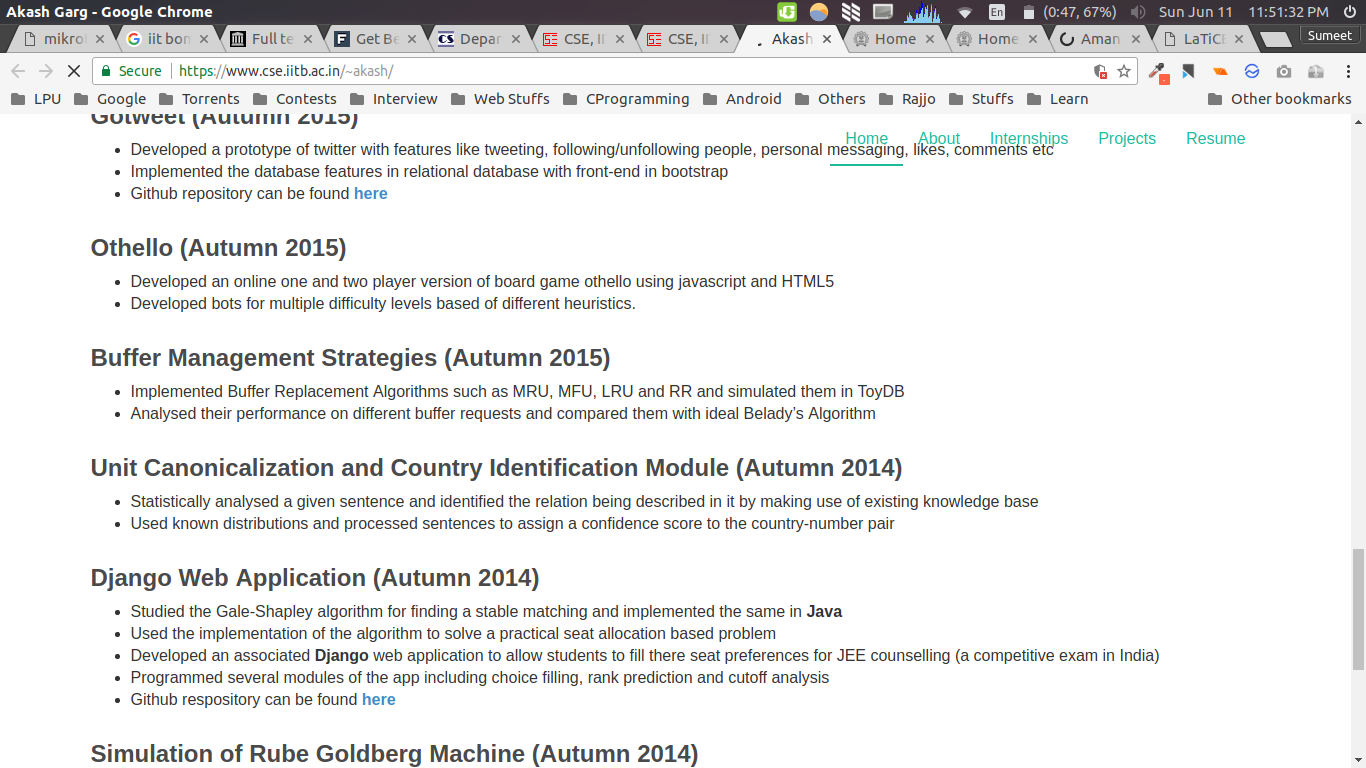 Akash Garg - Google Chrome
En
(0:47, 67%)
Sun Jun 11
11:51:32 PM
Sumeet
mikro
iit bon
Full te
Get Be
CS Depar
CSE, II
CSE, II
Akash
Home
Home
Aman
LaTiCE
Secure
https://www.cse.iitb.ac.in/~akash/
LPU
Google
Torrents
Contests
Interview
Web Stuffs
CProgramming
Android
Others
Rajjo
Stuffs
Learn
Other bookmarks
Home
About
Internships
Projects
Resume
Gotweet (Autumn 2015)
Developed a prototype of twitter with features like tweeting, following/unfollowing people, personal messaging, likes, comments etc
Implemented the database features in relational database with front-end in bootstrap
Github repository can be found here
Othello (Autumn 2015)
Developed an online one and two player version of board game othello using javascript and HTML5
Developed bots for multiple difficulty levels based of different heuristics.
Buffer Management Strategies (Autumn 2015)
Implemented Buffer Replacement Algorithms such as MRU, MFU, LRU and RR and simulated them in ToyDB
Analysed their performance on different buffer requests and compared them with ideal Belady’s Algorithm
Unit Canonicalization and Country Identification Module (Autumn 2014)
Statistically analysed a given sentence and identified the relation being described in it by making use of existing knowledge base
Used known distributions and processed sentences to assign a confidence score to the country-number pair
Django Web Application (Autumn 2014)
Studied the Gale-Shapley algorithm for finding a stable matching and implemented the same in Java
Used the implementation of the algorithm to solve a practical seat allocation based problem
Developed an associated Django web application to allow students to fill there seat preferences for JEE counselling (a competitive exam in India)
Programmed several modules of the app including choice filling, rank prediction and cutoff analysis
Github respository can be found here
Simulation of Rube Goldberg Machine (Autumn 2014)